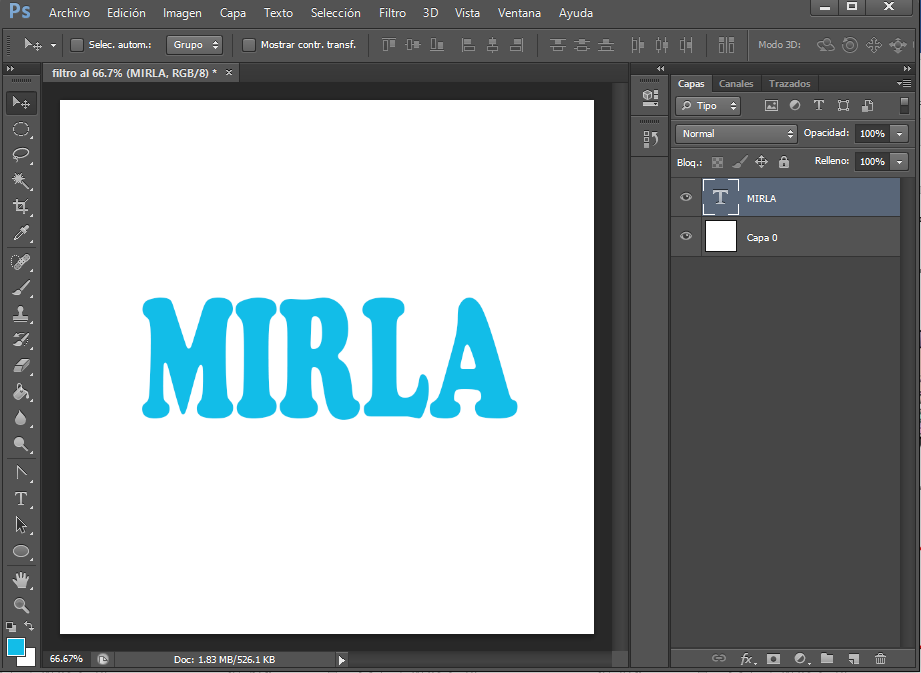 Ps Archivo Edición Imagen Capa Texto Selección Filtro 3D Vista Ventana Ayuda
Selec. autom.: Grupo Mostrar contr. transf. Modo 3D:
filtro al 66.7% (MIRLA, RGB/8) * ×
Capas Canales Trazados
Tipo T
Normal Opacidad: 100%
Bloq.: Relleno: 100%
T MIRLA
Capa 0
MIRLA
T
66.67% Doc: 1.83 MB/526.1 KB
fx